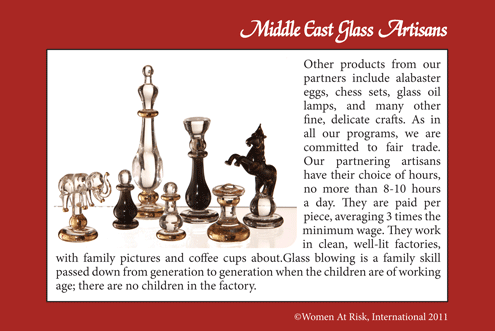 Middle East Glass Artisans
Other products from our
partners include alabaster
eggs, chess sets, glass oil
lamps, and many other
fine, delicate crafts. As in
all our programs, we are
committed to fair trade.
Our partnering artisans
have their choice of hours,
no more than 8-10 hours
a day. They are paid per
piece, averaging 3 times the
minimum wage. They work
in clean, well-lit factories,
with family pictures and coffee cups about.Glass blowing is a family skill
passed down from generation to generation when the children are of working
age; there are no children in the factory.
©Women At Risk, International 2011